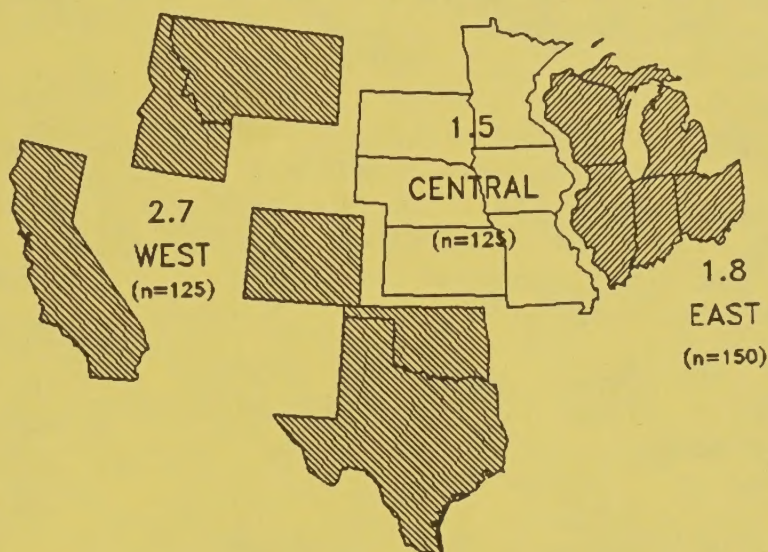 1.5
CENTRAL
(n=125)
2.7
WEST
(n=125)
1.8
EAST
(n=150)